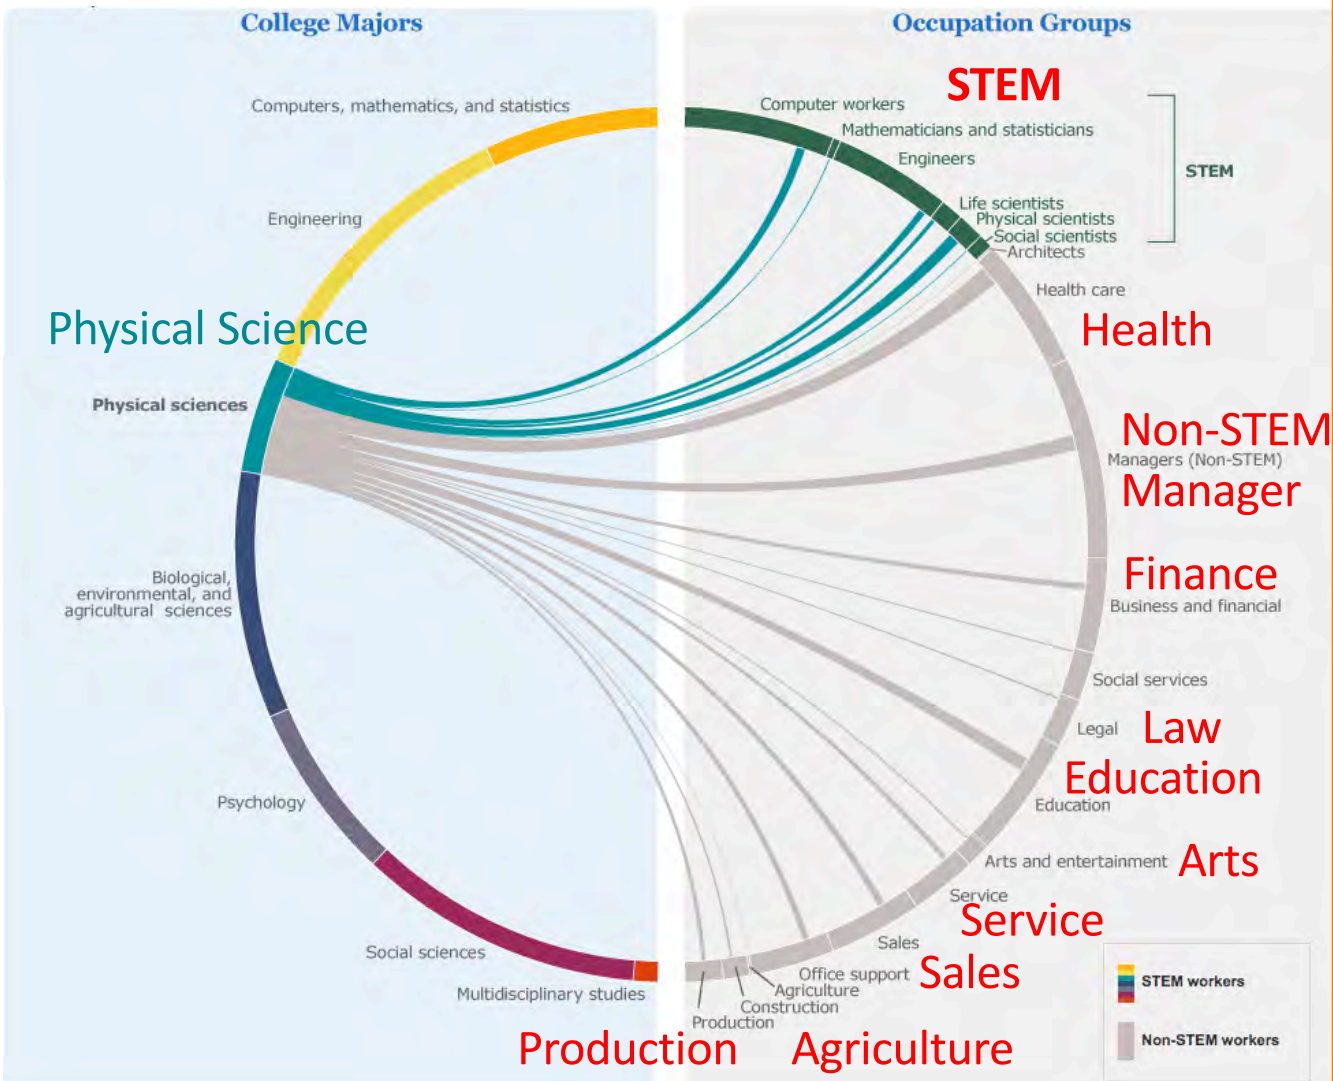 College Majors
Occupation Groups
STEM
Computers, mathematics, and statistics
Computer workers
Mathematicians and statisticians
Engineers
STEM
Engineering
Life scientists
Physical scientists
Social scientists
Architects
Health care
Physical Science
Health
Physical sciences
Non-STEM
Managers (Non-STEM)
Manager
Finance
Business and financial
Biological,
environmental, and
agricultural sciences
Social services
Legal
Law
Education
Education
Psychology
Arts and entertainment
Arts
Service
Service
Sales
Social sciences
Office support
Sales
Agriculture
Multidisciplinary studies
Construction
Production
STEM workers
Non-STEM workers
Production
Agriculture